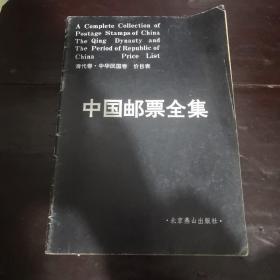 A Complete Collection of
Postage Stamps of China
The Qing Dynasty and
The Period of Republic of
China Price List
清代卷·中华民国卷 价目表
中国邮票全集
·北京燕山出版社·